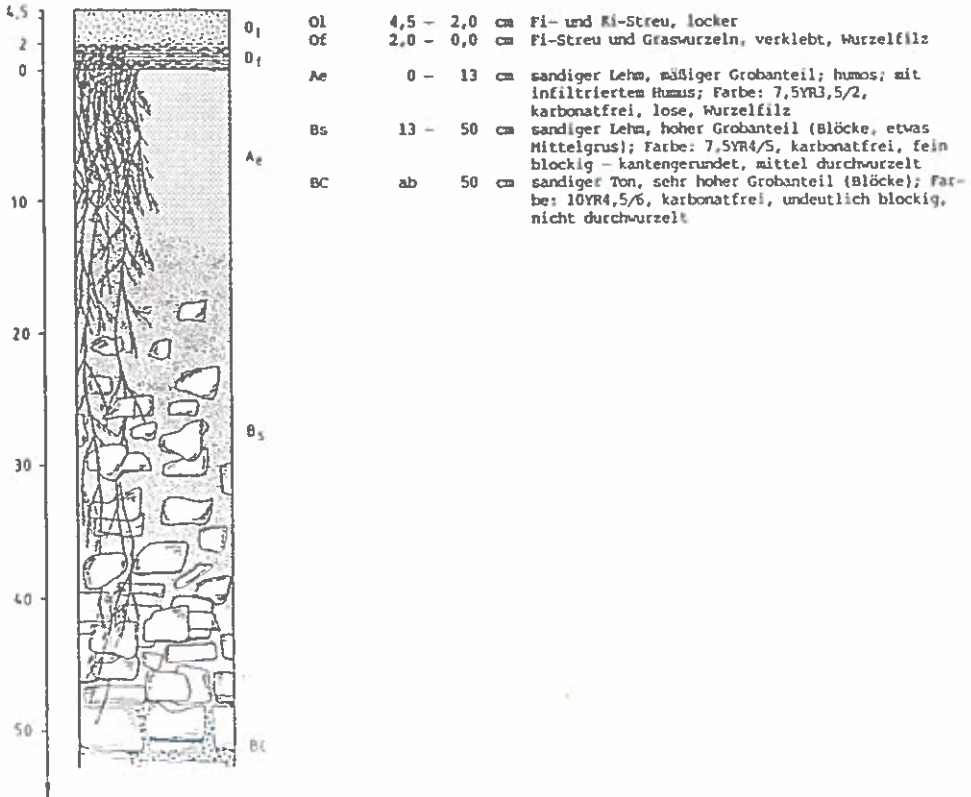 4,5
2
0
10
20
30
40
50
Ol
Of
Ae
Bs
BC
Ol 4,5 – 2,0 cm Fi- und Ki-Streu, locker
Of 2,0 – 0,0 cm Fi-Streu und Graswurzeln, verklebt, Wurzelfilz
Ae 0 – 13 cm sandiger Lehm, mäßiger Grobanteil; humos; mit
infiltriertem Humus; Farbe: 7,5YR3,5/2,
karbonatfrei, lose, Wurzelfilz
Bs 13 – 50 cm sandiger Lehm, hoher Grobanteil (Blöcke, etwas
Mittelgrus); Farbe: 7,5YR4/5, karbonatfrei, fein
blockig – kantengerundet, mittel durchwurzelt
BC ab 50 cm sandiger Ton, sehr hoher Grobanteil (Blöcke); Far-
be: 10YR4,5/6, karbonatfrei, undeutlich blockig,
nicht durchwurzelt